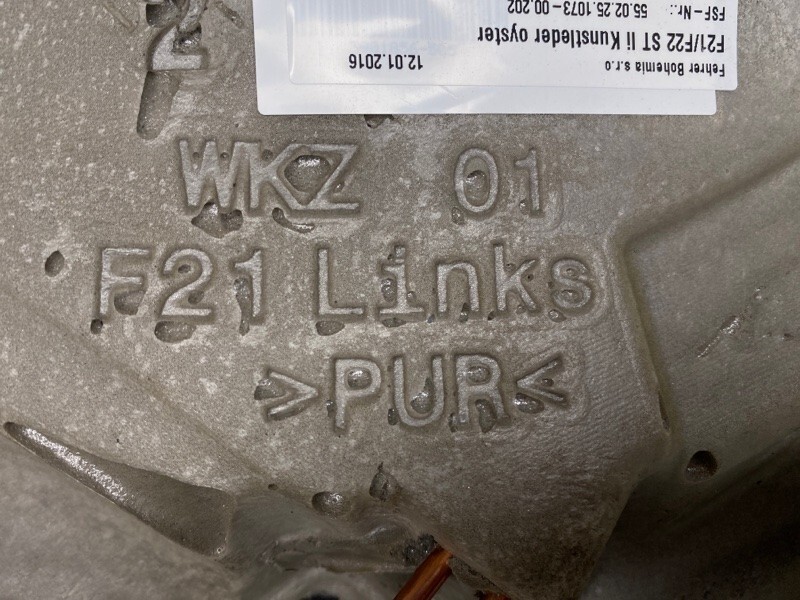 Fehrer Bohemia s.r.o
F21/F22 ST li Kunstleder oyster
FSF-Nr.: 55.02.25.1073-00.202
12.01.2016
2
WKZ 01
F21 Links
>PUR<